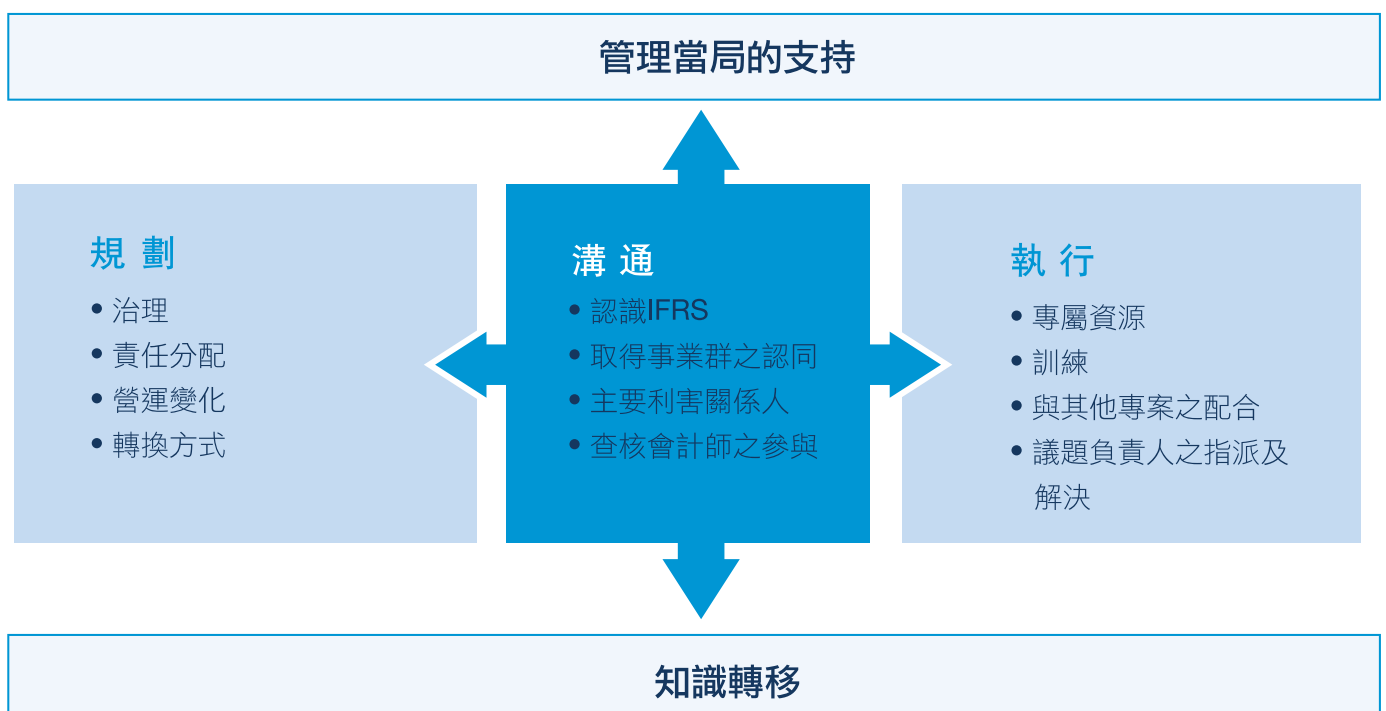 管理當局的支持
規劃
• 治理
• 責任分配
• 營運變化
• 轉換方式
溝通
• 認識IFRS
• 取得事業群之認同
• 主要利害關係人
• 查核會計師之參與
執行
• 專屬資源
• 訓練
• 與其他專案之配合
• 議題負責人之指派及
解決
知識轉移